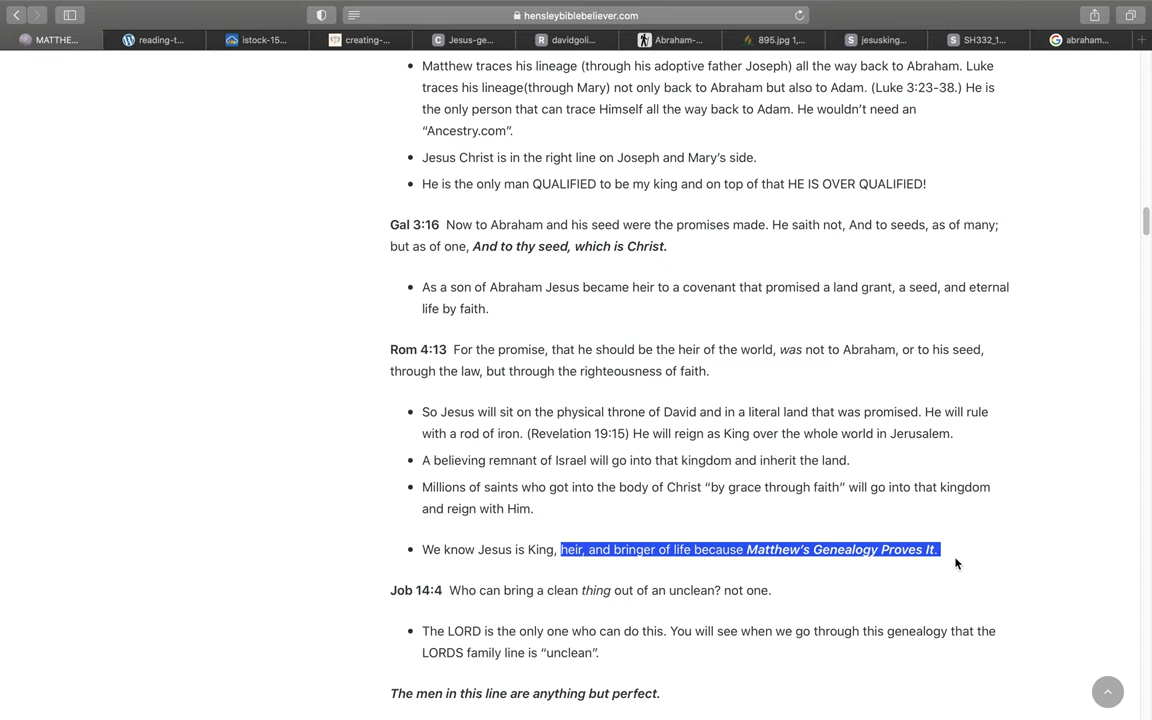 hensleybiblebeliever.com
MATTHE...
reading-t...
istock-15...
creating-...
Jesus-ge...
davidgoli...
Abraham-...
895.jpg 1,...
jesusking...
SH332_1...
abraham...
• Matthew traces his lineage (through his adoptive father Joseph) all the way back to Abraham. Luke
traces his lineage(through Mary) not only back to Abraham but also to Adam. (Luke 3:23-38.) He is
the only person that can trace Himself all the way back to Adam. He wouldn’t need an
“Ancestry.com”.
• Jesus Christ is in the right line on Joseph and Mary’s side.
• He is the only man QUALIFIED to be my king and on top of that HE IS OVER QUALIFIED!
Gal 3:16 Now to Abraham and his seed were the promises made. He saith not, And to seeds, as of many;
but as of one, And to thy seed, which is Christ.
• As a son of Abraham Jesus became heir to a covenant that promised a land grant, a seed, and eternal
life by faith.
Rom 4:13 For the promise, that he should be the heir of the world, was not to Abraham, or to his seed,
through the law, but through the righteousness of faith.
• So Jesus will sit on the physical throne of David and in a literal land that was promised. He will rule
with a rod of iron. (Revelation 19:15) He will reign as King over the whole world in Jerusalem.
• A believing remnant of Israel will go into that kingdom and inherit the land.
• Millions of saints who got into the body of Christ “by grace through faith” will go into that kingdom
and reign with Him.
• We know Jesus is King, heir, and bringer of life because Matthew’s Genealogy Proves It.
Job 14:4 Who can bring a clean thing out of an unclean? not one.
• The LORD is the only one who can do this. You will see when we go through this genealogy that the
LORDS family line is “unclean”.
The men in this line are anything but perfect.